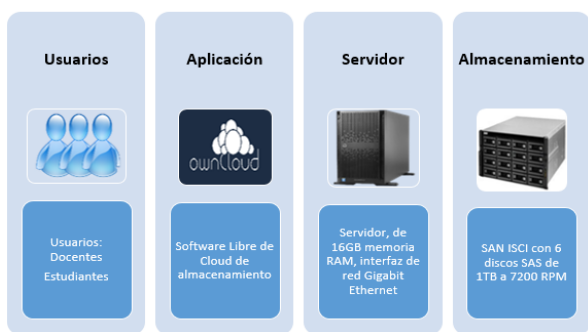 Usuarios
Aplicación
Servidor
Almacenamiento
ownCloud
Usuarios:
Docentes
Estudiantes
Software Libre de
Cloud de
almacenamiento
Servidor, de
16GB memoria
RAM, interfaz de
red Gigabit
Ethernet
SAN ISCI con 6
discos SAS de
1TB a 7200 RPM